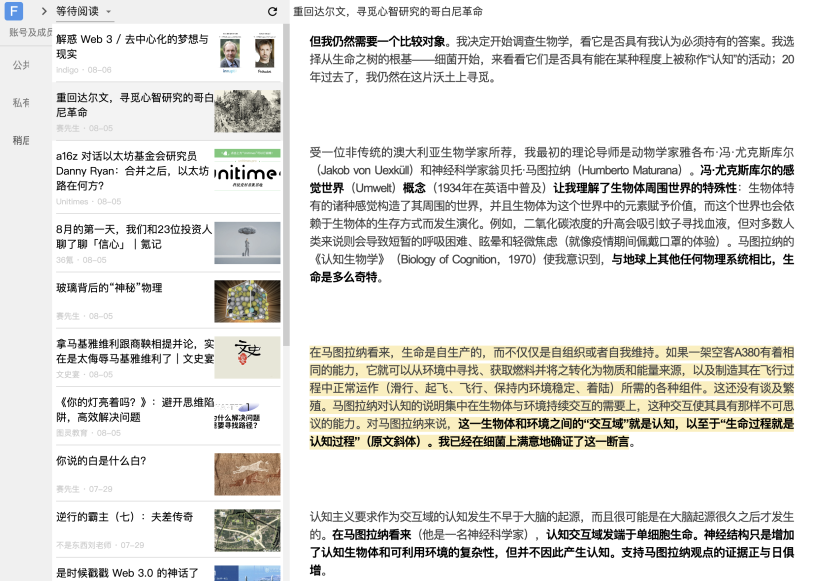 F
等待阅读
账号及成员
公共
私有
稍后
解惑 Web 3 / 去中心化的梦想与
现实
Indigo · 08-06
重回达尔文，寻觅心智研究的哥白
尼革命
赛先生 · 08-05
a16z 对话以太坊基金会研究员
Danny Ryan：合并之后，以太坊
路在何方？
Unitimes · 08-05
unitimes
8月的第一天，我们和23位投资人
聊了聊「信心」｜氪记
36氪 · 08-05
玻璃背后的“神秘”物理
赛先生 · 08-05
拿马基雅维利跟商鞅相提并论，实
在是太侮辱马基雅维利了｜文史宴
文史宴 · 08-05
文史
《你的灯亮着吗？》：避开思维陷
阱，高效解决问题
图灵教育 · 08-05
为什么解决问题
需要寻找路径？
你说的白是什么白？
赛先生 · 07-29
逆行的霸主（七）：夫差传奇
不是东西刘老师 · 07-29
是时候戳戳 Web 3.0 的神话了
重回达尔文，寻觅心智研究的哥白尼革命
但我仍然需要一个比较对象。我决定开始调查生物学，看它是否具有我认为必须持有的答案。我选
择从生命之树的根基——细菌开始，来看看它们是否具有能在某种程度上被称作“认知”的活动；20
年过去了，我仍然在这片沃土上寻觅。
受一位非传统的澳大利亚生物学家所荐，我最初的理论导师是动物学家雅各布·冯·尤克斯库尔
（Jakob von Uexküll）和神经科学家翁贝托·马图拉纳（Humberto Maturana）。冯·尤克斯库尔的感
觉世界（Umwelt）概念（1934年在英语中普及）让我理解了生物体周围世界的特殊性：生物体特
有的诸种感觉构造了其周围的世界，并且生物体为这个世界中的元素赋予价值，而这个世界也会依
赖于生物体的生存方式而发生演化。例如，二氧化碳浓度的升高会吸引蚊子寻找血液，但对多数人
类来说则会导致短暂的呼吸困难、眩晕和轻微焦虑（就像疫情期间佩戴口罩的体验）。马图拉纳的
《认知生物学》（Biology of Cognition，1970）使我意识到，与地球上其他任何物理系统相比，生
命是多么奇特。
在马图拉纳看来，生命是自生产的，而不仅仅是自组织或者自我维持。如果一架空客A380有着相
同的能力，它就可以从环境中寻找、获取燃料并将之转化为物质和能量来源，以及制造其在飞行过
程中正常运作（滑行、起飞、飞行、保持内环境稳定、着陆）所需的各种组件。这还没有谈及繁
殖。马图拉纳对认知的说明集中在生物体与环境持续交互的需要上，这种交互使其具有那样不可思
议的能力。对马图拉纳来说，这一生物体和环境之间的“交互域”就是认知，以至于“生命过程就是
认知过程”（原文斜体）。我已经在细菌上满意地确证了这一断言。
认知主义要求作为交互域的认知发生不早于大脑的起源，而且很可能是在大脑起源很久之后才发生
的。在马图拉纳看来（他是一名神经科学家），认知交互域发端于单细胞生命。神经结构只是增加
了认知生物体和可利用环境的复杂性，但并不因此产生认知。支持马图拉纳观点的证据正与日俱
增。